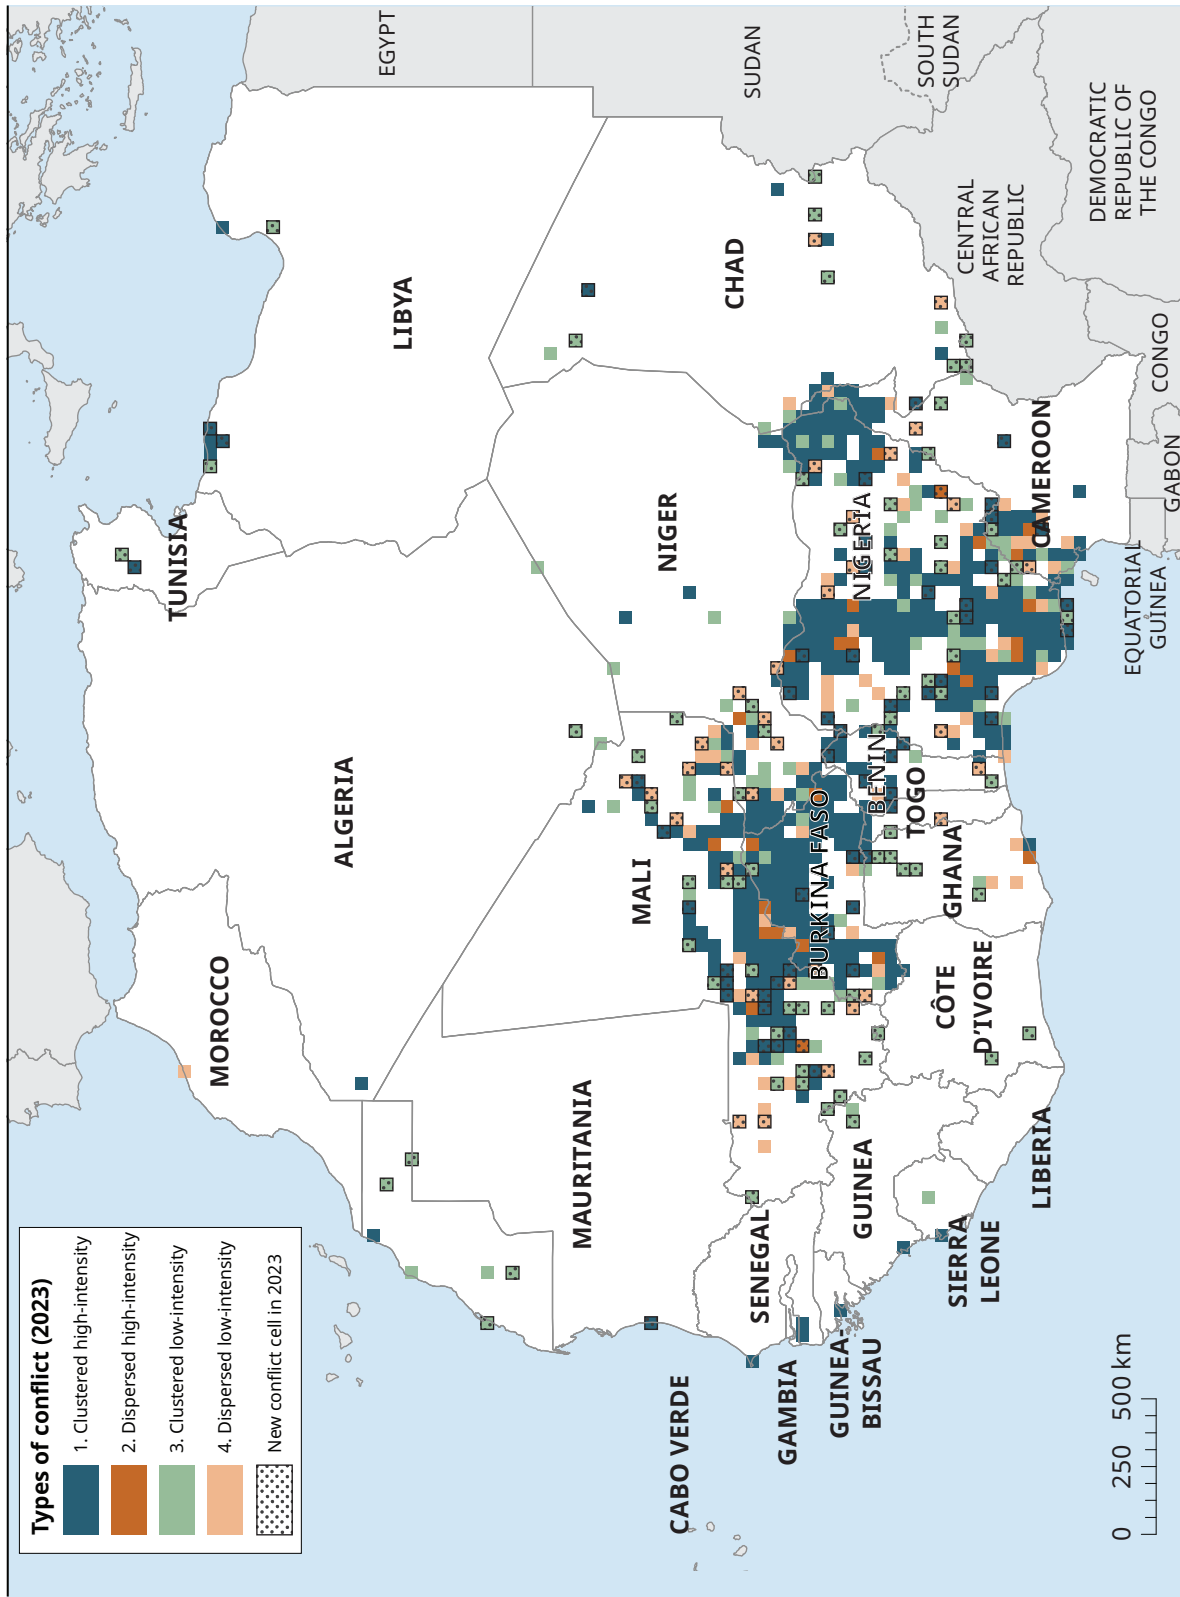 Types of conflict (2023)
1. Clustered high-intensity
2. Dispersed high-intensity
3. Clustered low-intensity
4. Dispersed low-intensity
New conflict cell in 2023
MOROCCO
ALGERIA
TUNISIA
LIBYA
EGYPT
MAURITANIA
MALI
NIGER
CHAD
SUDAN
CABO VERDE
SENEGAL
GAMBIA
GUINEA-
BISSAU
GUINEA
SIERRA
LEONE
LIBERIA
CÔTE
D'IVOIRE
BURKINA FASO
GHANA
TOGO
BENIN
NIGERIA
CAMEROON
CENTRAL
AFRICAN
REPUBLIC
SOUTH
SUDAN
DEMOCRATIC
REPUBLIC OF
THE CONGO
EQUATORIAL
GUINEA
GABON
CONGO
0 250 500 km